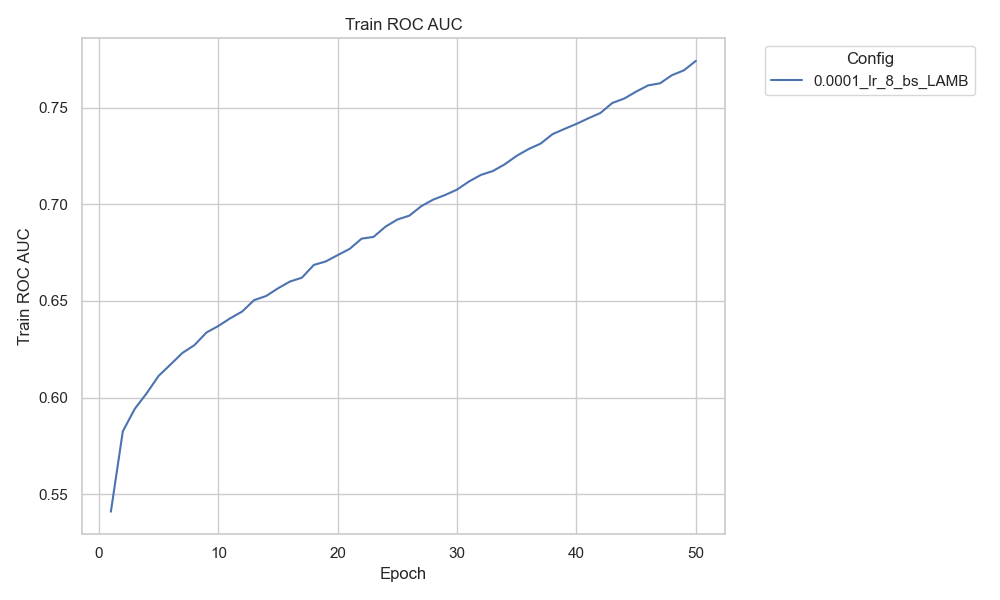 Train ROC AUC
Config
0.0001_lr_8_bs_LAMB
Train ROC AUC
0.75
0.70
0.65
0.60
0.55
0
10
20
30
40
50
Epoch